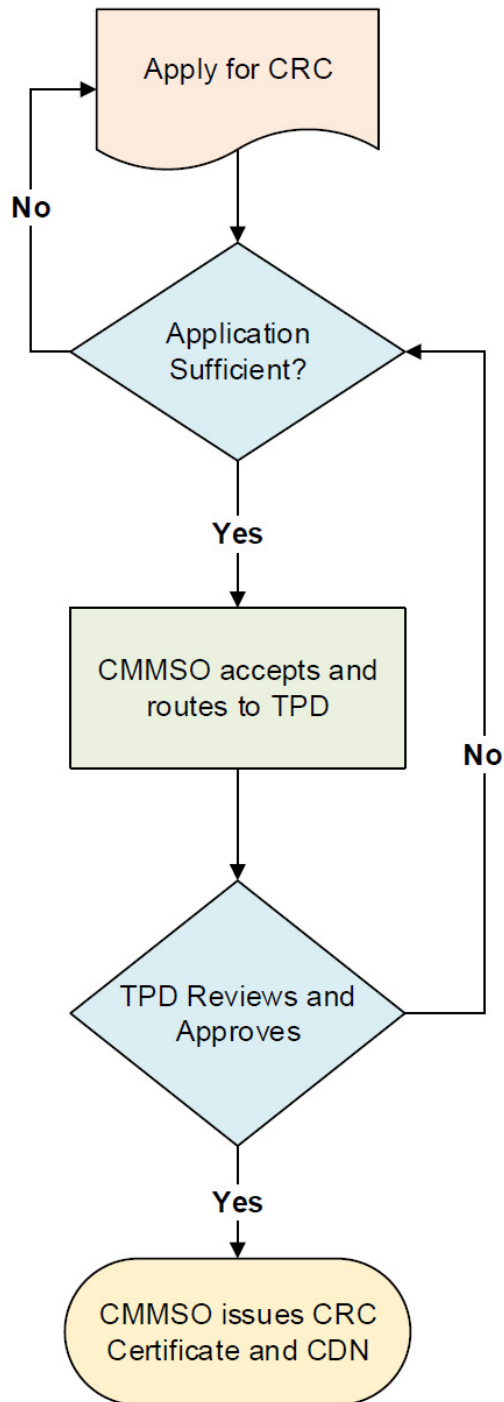 Apply for CRC
No
Application
Sufficient?
Yes
CMMSO accepts and
routes to TPD
No
TPD Reviews and
Approves
Yes
CMMSO issues CRC
Certificate and CDN